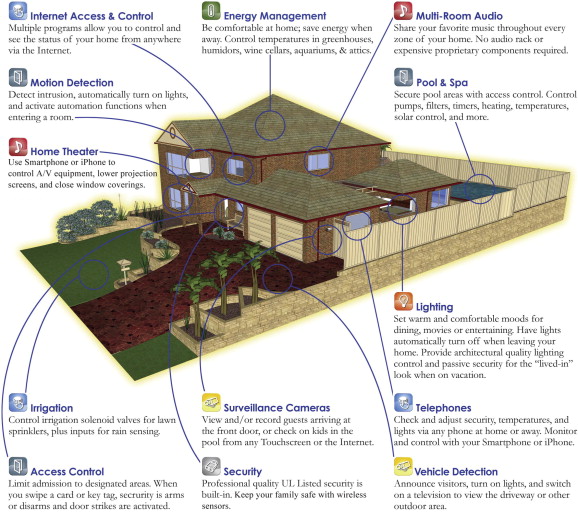 Internet Access & Control
Multiple programs allow you to control and
see the status of your home from anywhere
via the Internet.
Energy Management
Be comfortable at home; save energy when
away. Control temperatures in greenhouses,
humidors, wine cellars, aquariums, & attics.
Multi-Room Audio
Share your favorite music throughout every
zone of your home. No audio rack or
expensive proprietary components required.
Motion Detection
Detect intrusion, automatically turn on lights,
and activate automation functions when
entering a room.
Pool & Spa
Secure pool areas with access control. Control
pumps, filters, timers, heating, temperatures,
solar control, and more.
Home Theater
Use Smartphone or iPhone to
control A/V equipment, lower projection
screens, and close window coverings.
Lighting
Set warm and comfortable moods for
dining, movies or entertaining. Have lights
automatically turn off when leaving your
home. Provide architectural quality lighting
control and passive security for the “lived-in”
look when on vacation.
Irrigation
Control irrigation solenoid valves for lawn
sprinklers, plus inputs for rain sensing.
Surveillance Cameras
View and/or record guests arriving at
the front door, or check on kids in the
pool from any Touchscreen or the Internet.
Telephones
Check and adjust security, temperatures, and
lights via any phone at home or away. Monitor
and control with your Smartphone or iPhone.
Access Control
Limit admission to designated areas. When
you swipe a card or key tag, secrurity is arms
or disarms and door strikes are activated.
Security
Professional quality UL Listed security is
built-in. Keep your family safe with wireless
sensors.
Vehicle Detection
Announce visitors, turn on lights, and switch
on a television to view the driveway or other
outdoor area.